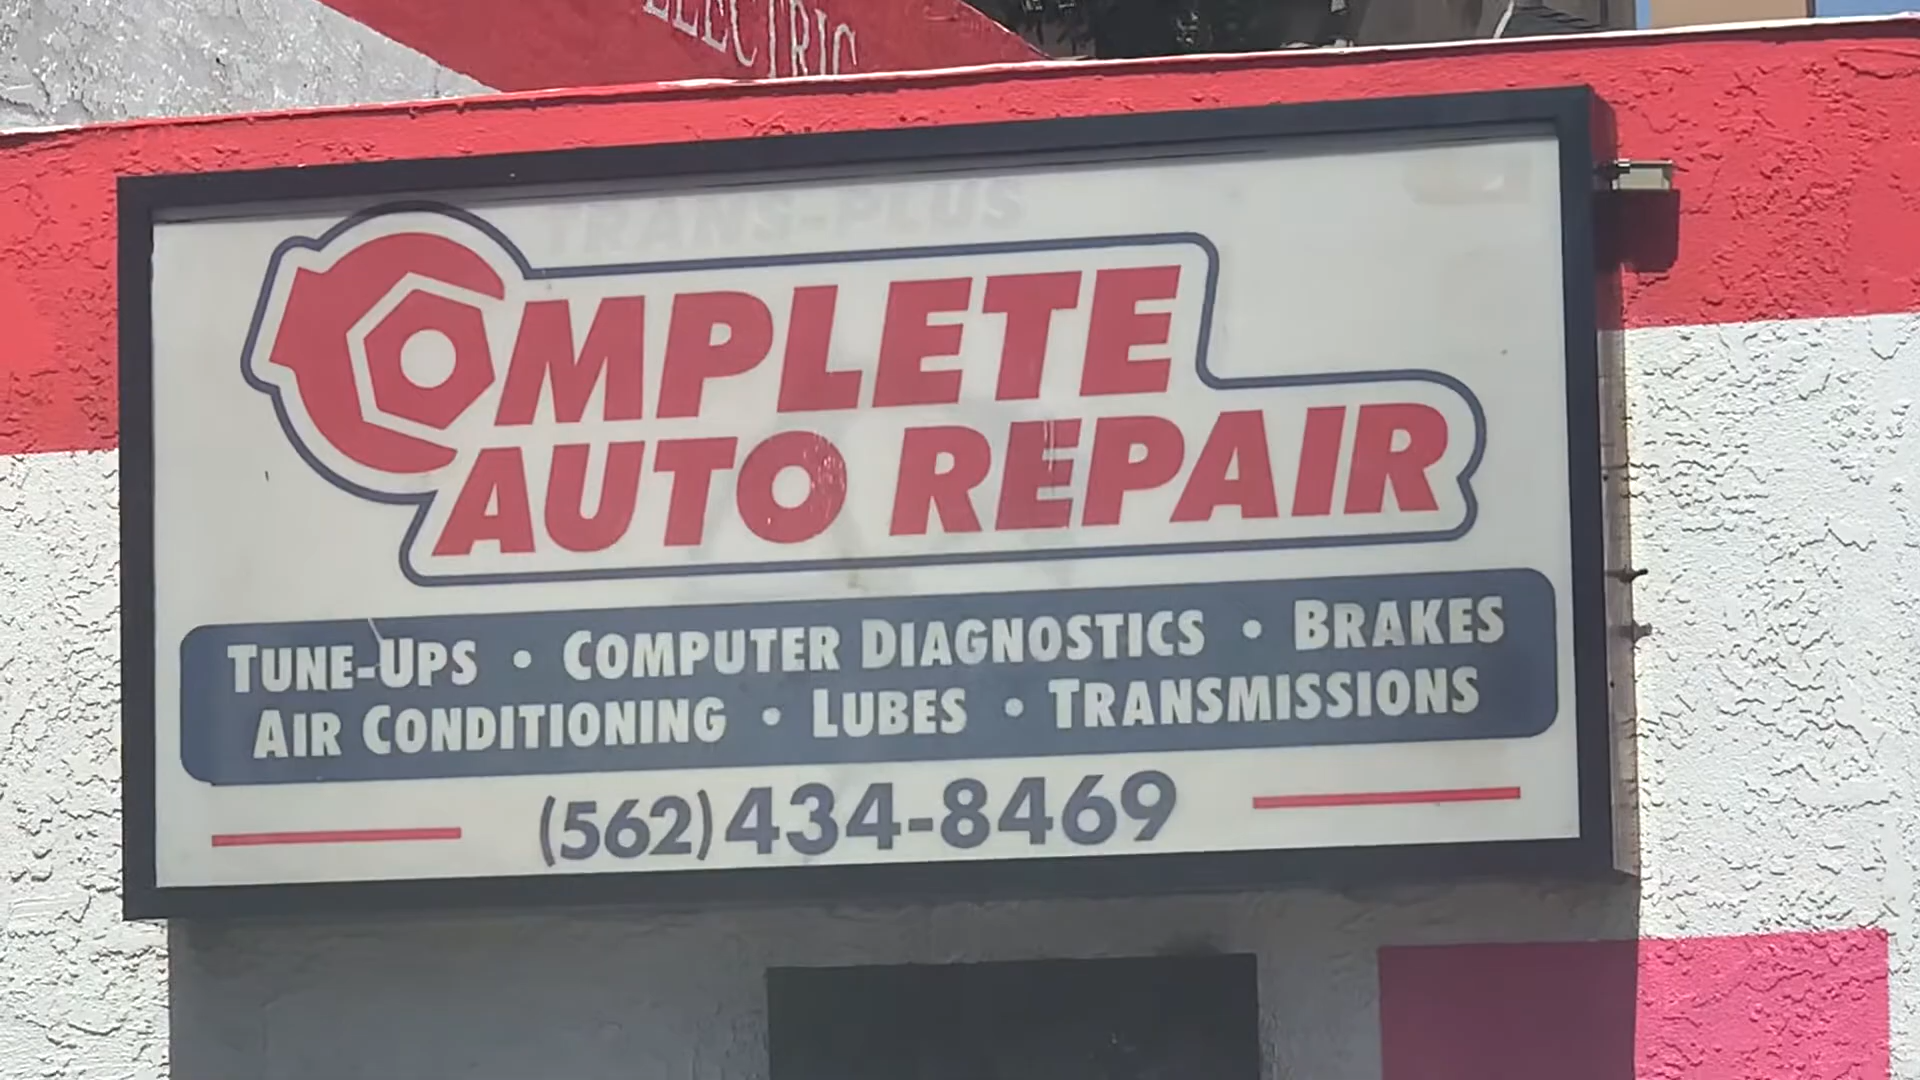 ELECTRIC
TRANS-PLUS
COMPLETE
AUTO REPAIR
TUNE-UPS • COMPUTER DIAGNOSTICS • BRAKES
AIR CONDITIONING • LUBES • TRANSMISSIONS
(562) 434-8469